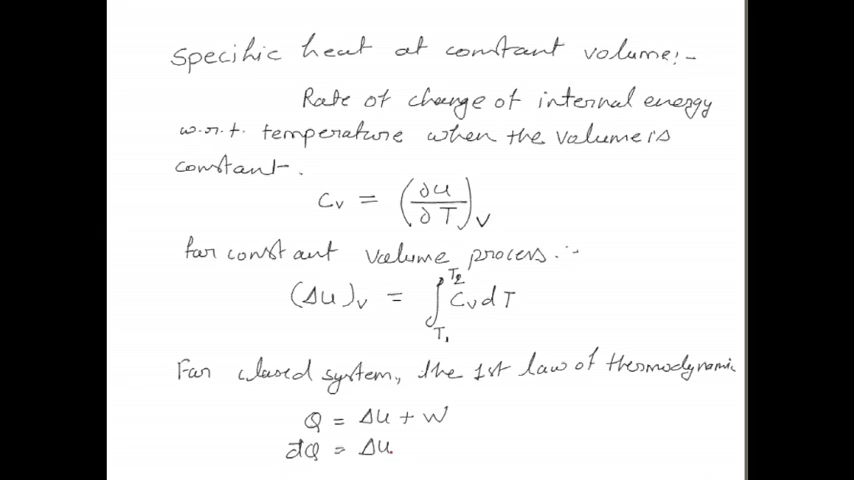 Specific heat at constant volume:-
Rate of change of internal energy
w.r.t. temperature when the volume is
constant.
Cv = (∂u/∂T)v
for constant volume process :-
(Δu)v = ∫T₁T₂ Cv dT
For closed system, the 1st law of thermodynamic
Q = Δu + W
đQ = Δu